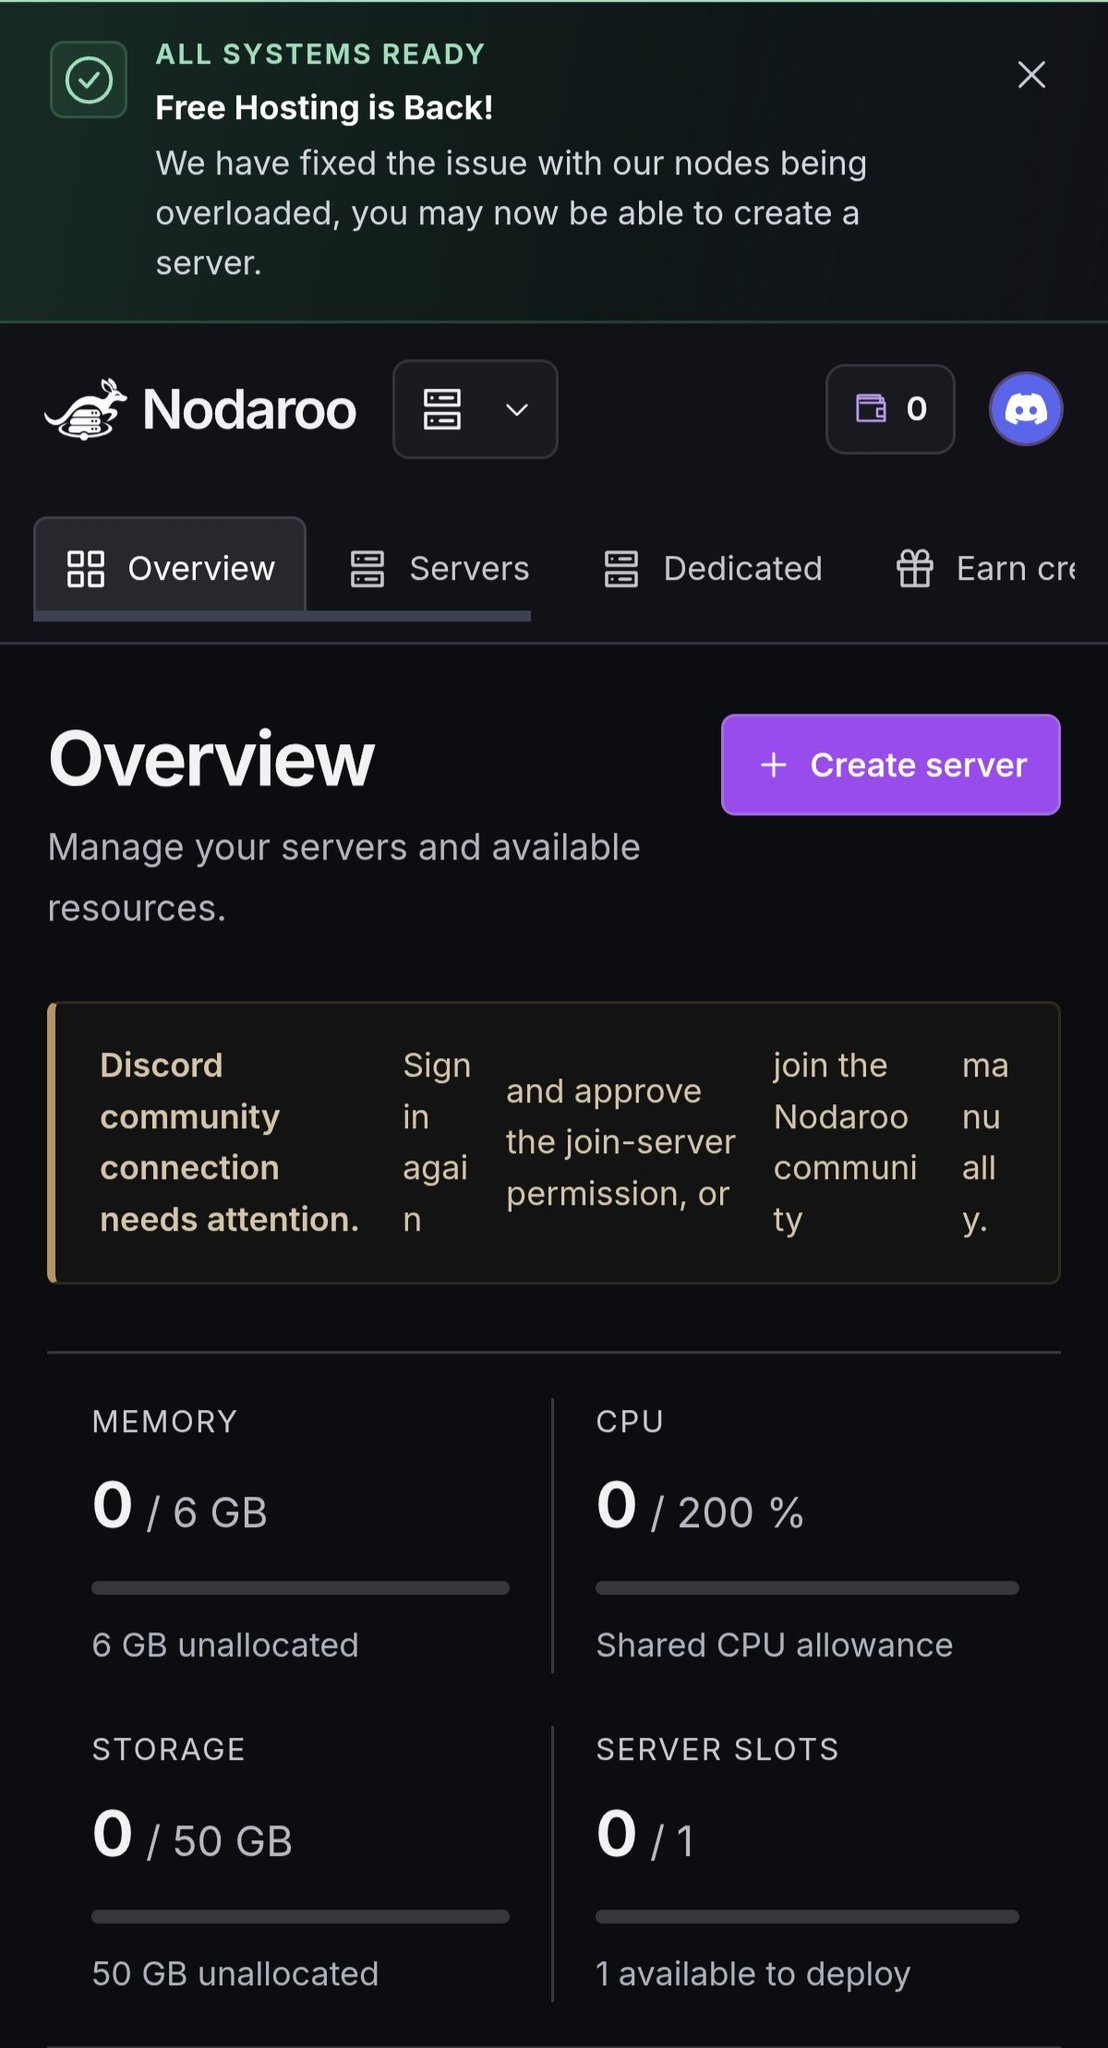 ALL SYSTEMS READY
Free Hosting is Back!
We have fixed the issue with our nodes being
overloaded, you may now be able to create a
server.
Nodaroo
0
Overview
Servers
Dedicated
Earn cre
Overview
+ Create server
Manage your servers and available
resources.
Discord
community
connection
needs attention.
Sign
in
agai
n
and approve
the join-server
permission, or
join the
Nodaroo
communi
ty
ma
nu
all
y.
MEMORY
0 / 6 GB
6 GB unallocated
CPU
0 / 200 %
Shared CPU allowance
STORAGE
0 / 50 GB
50 GB unallocated
SERVER SLOTS
0 / 1
1 available to deploy